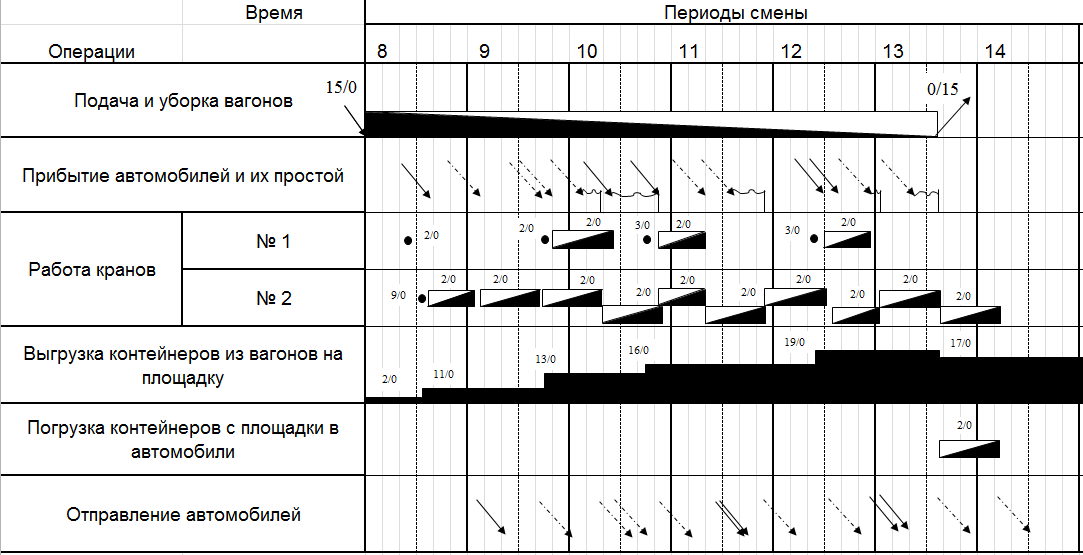 Время
Периоды смены
Операции
8 9 10 11 12 13 14
Подача и уборка вагонов
15/0
0/15
Прибытие автомобилей и их простой
Работа кранов
№ 1
2/0 2/0 2/0 3/0 2/0 3/0 2/0
№ 2
9/0 2/0 2/0 2/0 2/0 2/0 2/0 2/0 2/0 2/0 2/0
Выгрузка контейнеров из вагонов на
площадку
2/0 11/0 13/0 16/0 19/0 17/0
Погрузка контейнеров с площадки в
автомобили
2/0
Отправление автомобилей